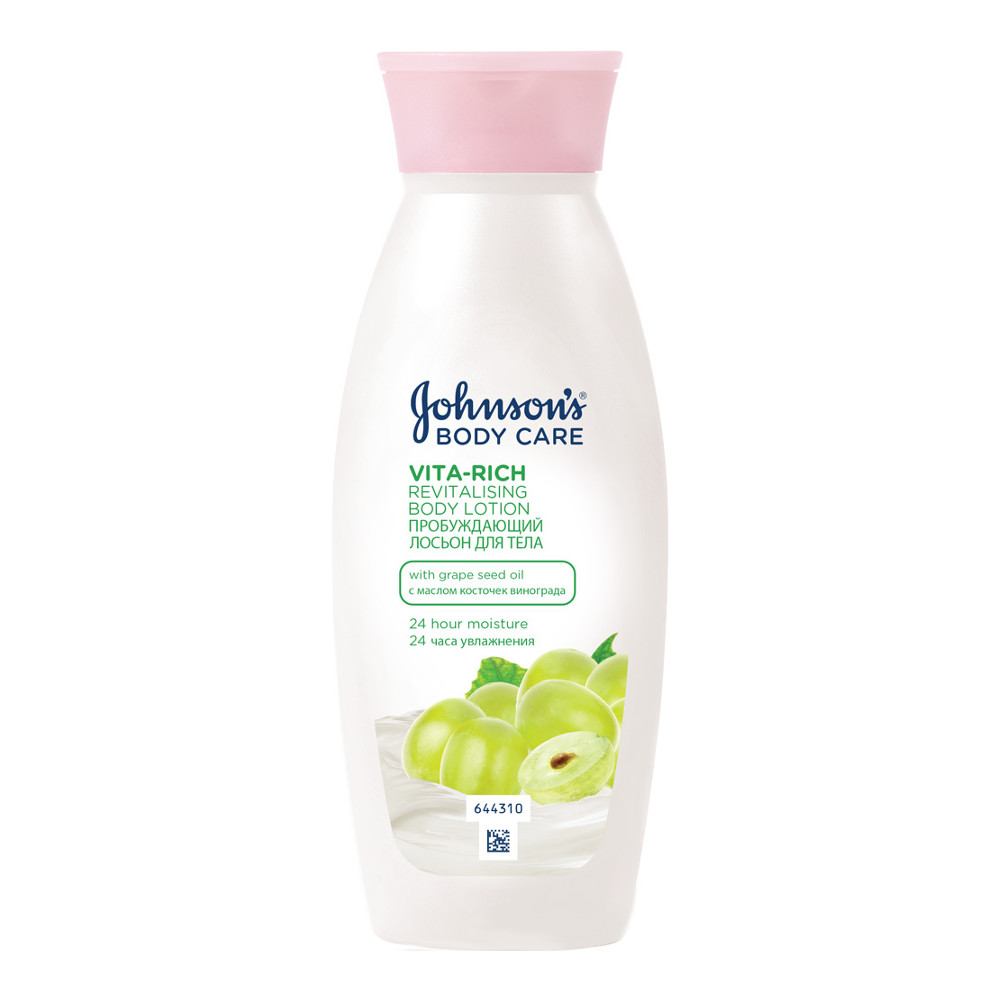 Johnson's®
BODY CARE
VITA-RICH
REVITALISING
BODY LOTION
ПРОБУЖДАЮЩИЙ
ЛОСЬОН ДЛЯ ТЕЛА
with grape seed oil
с маслом косточек винограда
24 hour moisture
24 часа увлажнения
644310